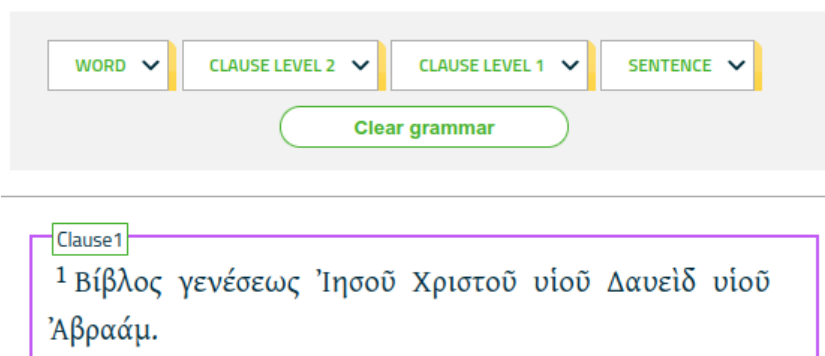 WORD CLAUSE LEVEL 2 CLAUSE LEVEL 1 SENTENCE
Clear grammar
Clause1
1 Βίβλος γενέσεως Ἰησοῦ Χριστοῦ υἱοῦ Δαυεὶδ υἱοῦ
Ἀβραάμ.